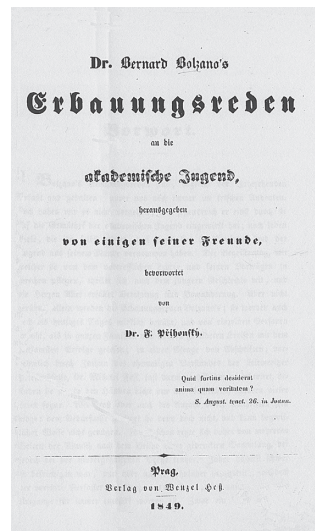 Dr. Bernard Bolzano's
Erbauungsreden
an die
akademische Jugend,
herausgegeben
von einigen seiner Freunde,
bevorwortet
von
Dr. F. Přihonský.
Quid fortius desiderat
anima quam veritatem?
S. August. tract. 26. in Joann.
Prag.
Verlag von Wenzel Heß.
1849.